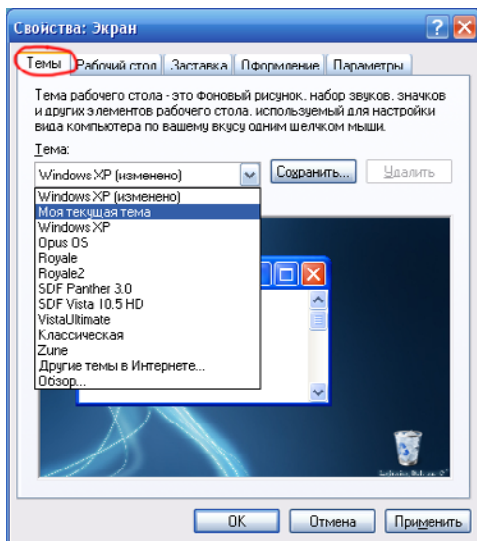 Свойства: Экран
Темы Рабочий стол Заставка Оформление Параметры
Тема рабочего стола - это фоновый рисунок, набор звуков, значков
и других элементов рабочего стола, используемый для настройки
вида компьютера по вашему вкусу одним щелчком мыши.
Тема:
Windows XP (изменено) Сохранить... Удалить
Windows XP (изменено)
Моя текущая тема
Windows XP
Opus OS
Royale
Royale2
SDF Panther 3.0
SDF Vista 10.5 HD
VistaUltimate
Классическая
Zune
Другие темы в Интернете...
Обзор...
OK Отмена Применить